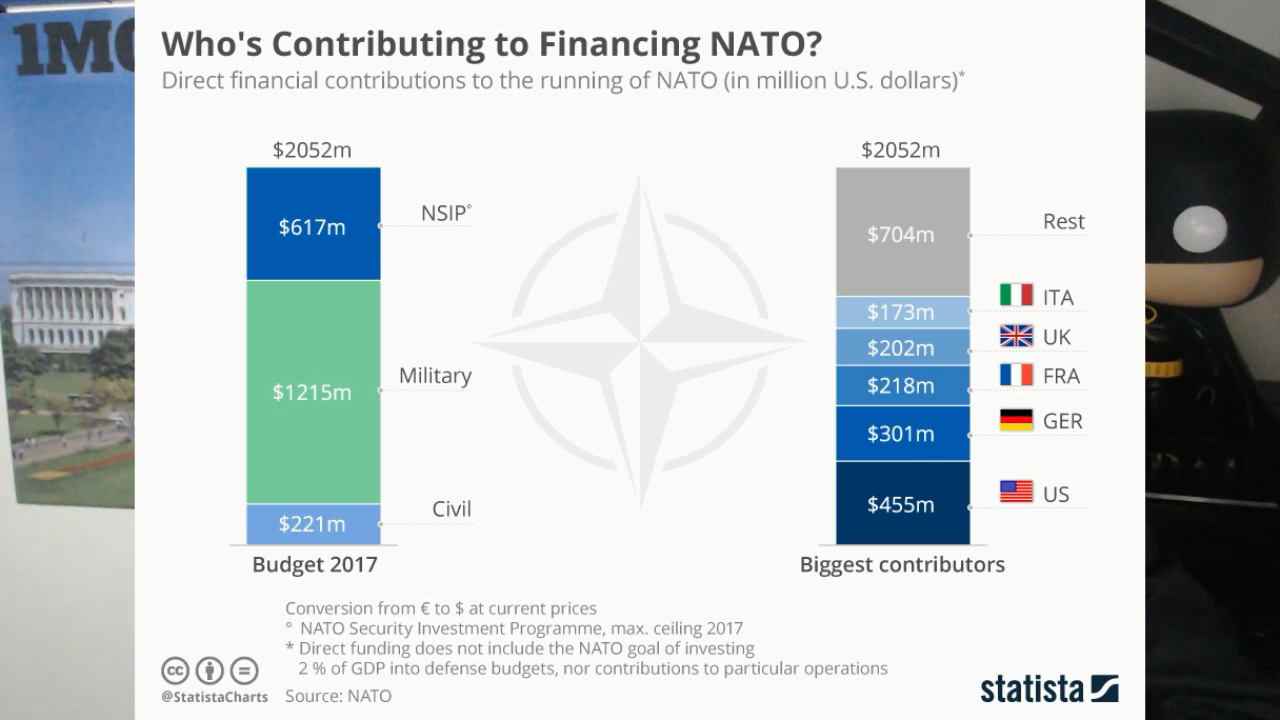 1M
Who's Contributing to Financing NATO?
Direct financial contributions to the running of NATO (in million U.S. dollars)*
$2052m
$617m
NSIP°
$1215m
Military
$221m
Civil
Budget 2017
$2052m
$704m
Rest
$173m
ITA
$202m
UK
$218m
FRA
$301m
GER
$455m
US
Biggest contributors
Conversion from € to $ at current prices
° NATO Security Investment Programme, max. ceiling 2017
* Direct funding does not include the NATO goal of investing
2 % of GDP into defense budgets, nor contributions to particular operations
cc
@StatistaCharts
Source: NATO
statista